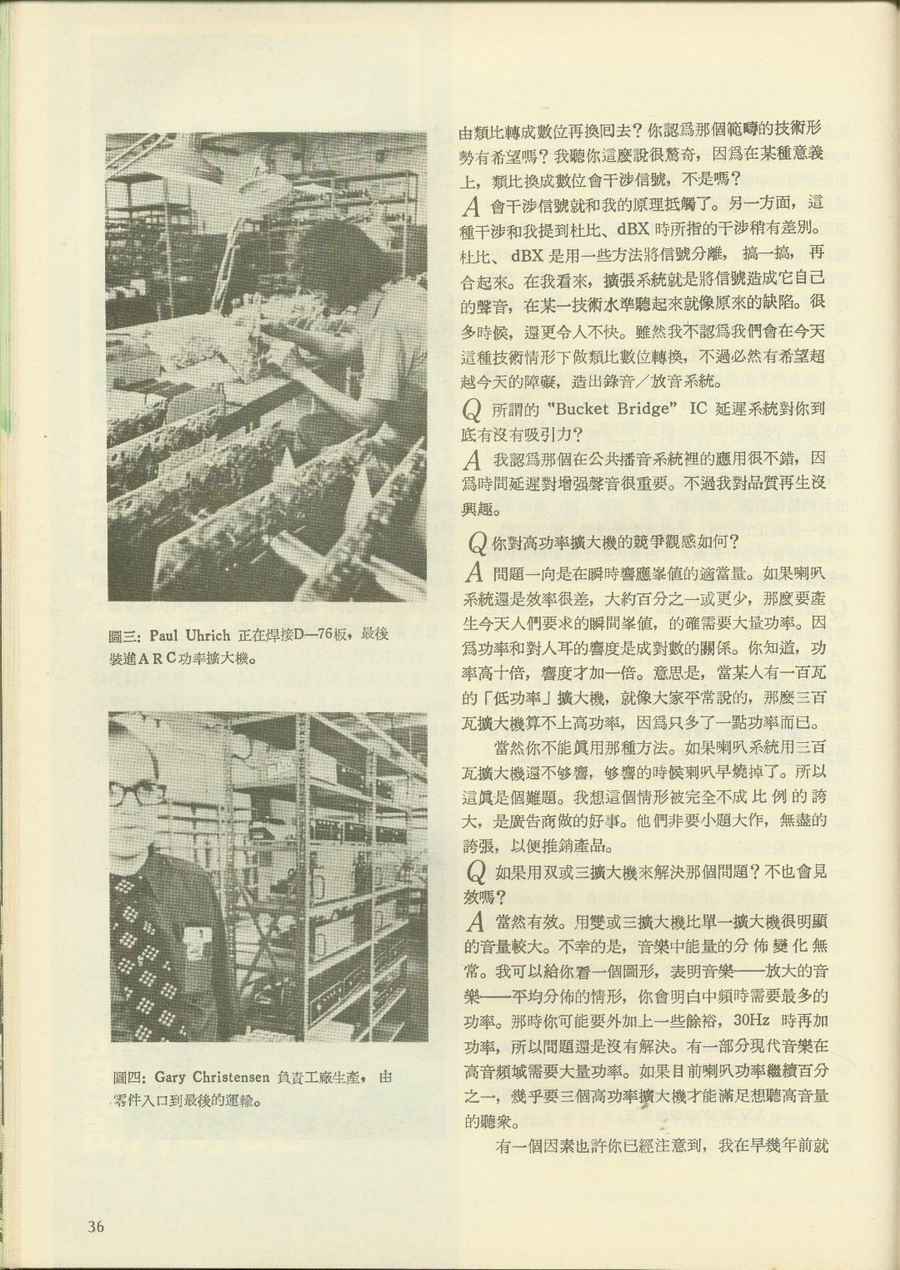 圖三: Paul Uhrich 正在焊接D—76板，最後
裝進ARC功率擴大機。
圖四: Gary Christensen 負責工廠生產，由
零件入口到最後的運輸。
36
由類比轉成數位再換回去？你認爲那個範疇的技術形
勢有希望嗎？我聽你這麼說很驚奇，因爲在某種意義
上，類比換成數位會干涉信號，不是嗎？
A 會干涉信號就和我的原理抵觸了。另一方面，這
種干涉和我提到杜比、dBX 時所指的干涉稍有差別。
杜比、dBX 是用一些方法將信號分離，搞一搞，再
合起來。在我看來，擴張系統就是將信號造成它自己
的聲音，在某一技術水準聽起來就像原來的缺陷。很
多時候，還更令人不快。雖然我不認爲我們會在今天
這種技術情形下做類比數位轉換，不過必然有希望超
越今天的障礙，造出錄音／放音系統。
Q 所謂的“Bucket Bridge” IC 延遲系統對你到
底有沒有吸引力？
A 我認爲那個在公共播音系統裡的應用很不錯，因
爲時間延遲對增强聲音很重要。不過我對品質再生沒
興趣。
Q 你對高功率擴大機的競爭觀感如何？
A 問題一向是在瞬時響應峯值的適當量。如果喇叭
系統還是效率很差，大約百分之一或更少，那麼要產
生今天人們要求的瞬間峯値，的確需要大量功率。因
爲功率和對人耳的響度是成對數的關係。你知道，功
率高十倍，響度才加一倍。意思是，當某人有一百瓦
的「低功率」擴大機，就像大家平常說的，那麼三百
瓦擴大機算不上高功率，因爲只多了一點功率而已。
當然你不能眞用那種方法。如果喇叭系統用三百
瓦擴大機還不够響，够響的時候喇叭早燒掉了。所以
這眞是個難題。我想這個情形被完全不成比例的誇
大，是廣告商做的好事。他們非要小題大作，無盡的
誇張，以便推銷產品。
Q 如果用双或三擴大機來解決那個問題？不也會見
效嗎？
A 當然有效。用雙或三擴大機比單一擴大機很明顯
的音量較大。不幸的是，音樂中能量的分佈變化無
常。我可以給你看一個圖形，表明音樂——放大的音
樂——平均分佈的情形，你會明白中頻時需要最多的
功率。那時你可能要外加上一些餘裕，30Hz 時再加
功率，所以問題還是沒有解決。有一部分現代音樂在
高音頻域需要大量功率。如果目前喇叭功率繼續百分
之一，幾乎要三個高功率擴大機才能滿足想聽高音量
的聽衆。
有一個因素也許你已經注意到，我在早幾年前就